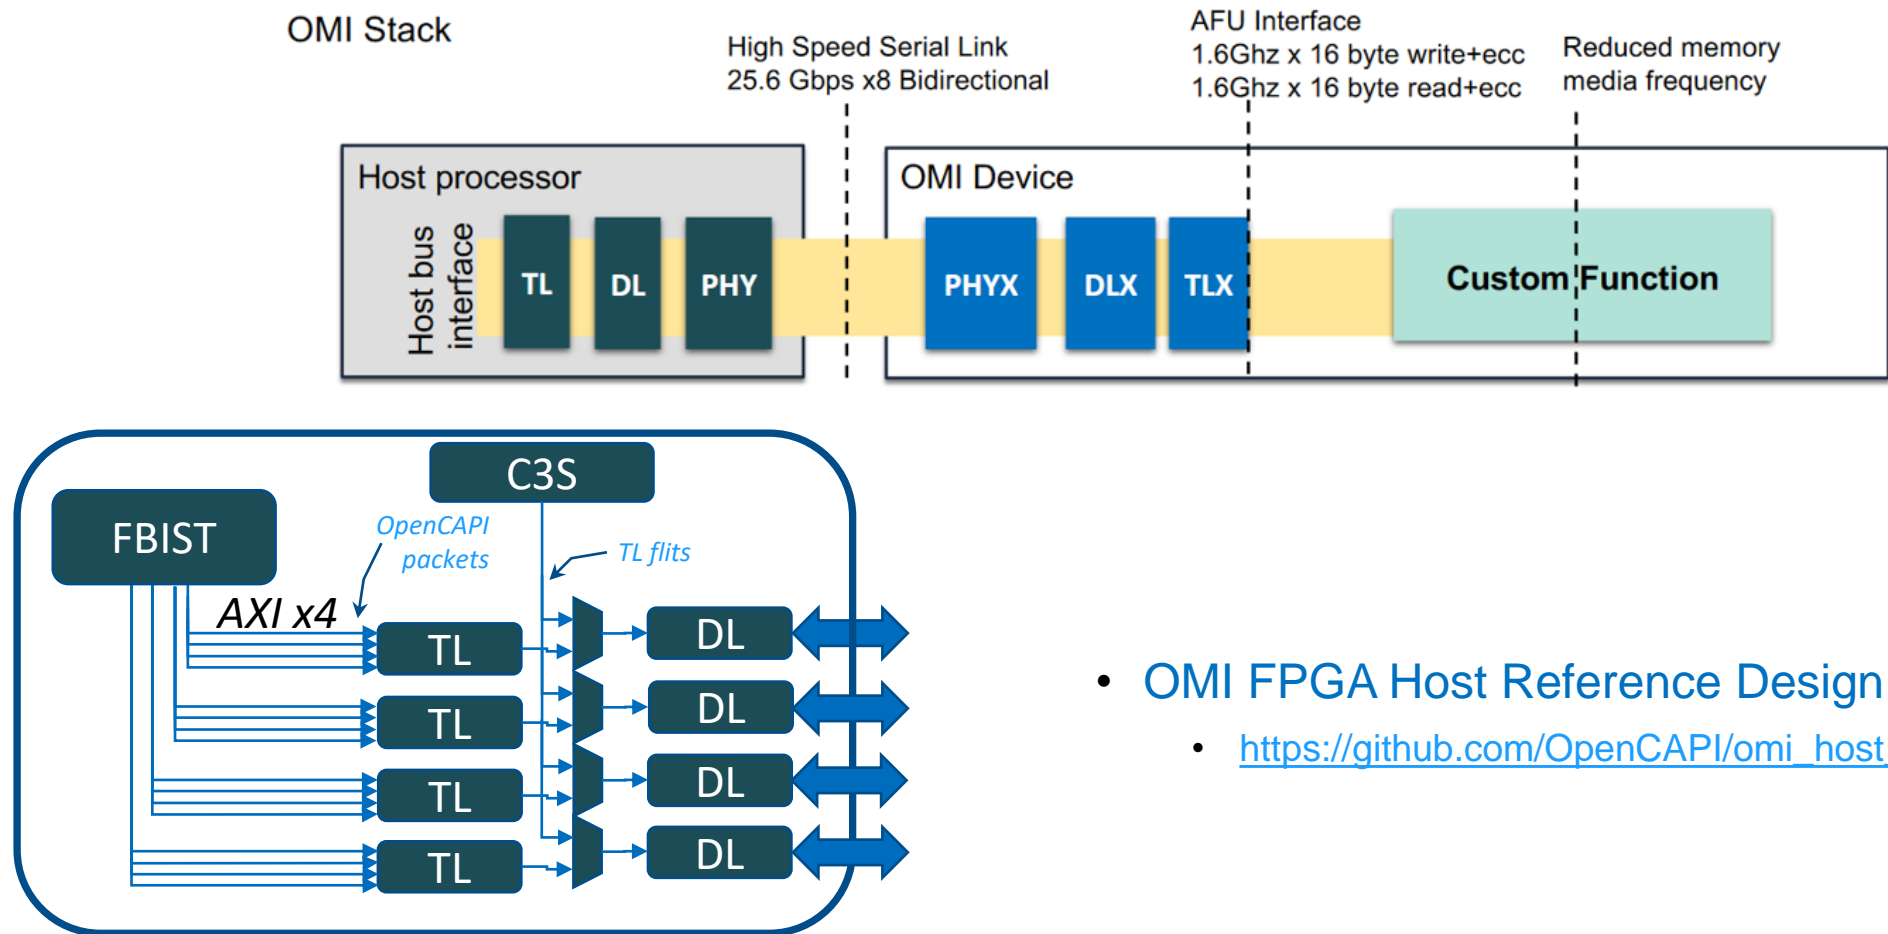 OMI Stack
High Speed Serial Link
25.6 Gbps x8 Bidirectional
AFU Interface
1.6Ghz x 16 byte write+ecc
1.6Ghz x 16 byte read+ecc
Reduced memory
media frequency
Host processor
Host bus
interface
TL
DL
PHY
OMI Device
PHYX
DLX
TLX
Custom Function
C3S
FBIST
OpenCAPI
packets
TL flits
AXI x4
TL
DL
TL
DL
TL
DL
TL
DL
• OMI FPGA Host Reference Design
• https://github.com/OpenCAPI/omi_host_